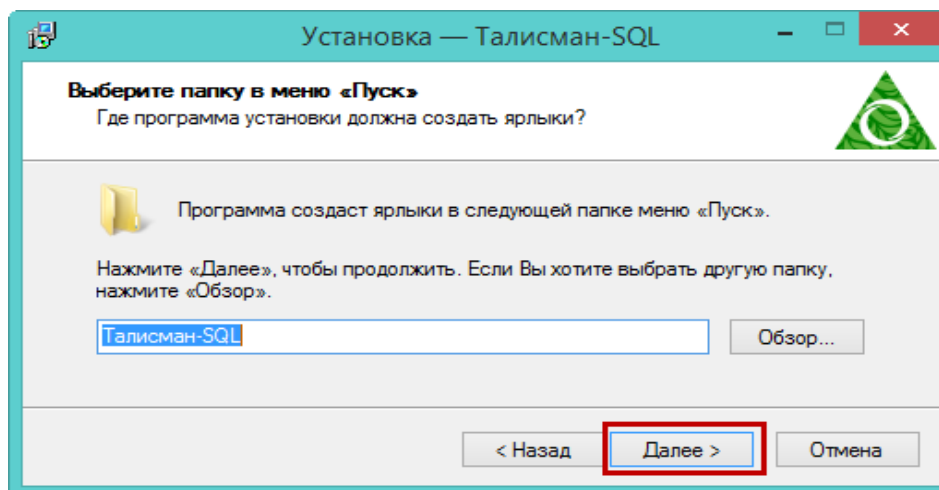 Установка — Талисман-SQL
Выберите папку в меню «Пуск»
Где программа установки должна создать ярлыки?
Программа создаст ярлыки в следующей папке меню «Пуск».
Нажмите «Далее», чтобы продолжить. Если Вы хотите выбрать другую папку,
нажмите «Обзор».
Талисман-SQL
Обзор...
< Назад
Далее >
Отмена